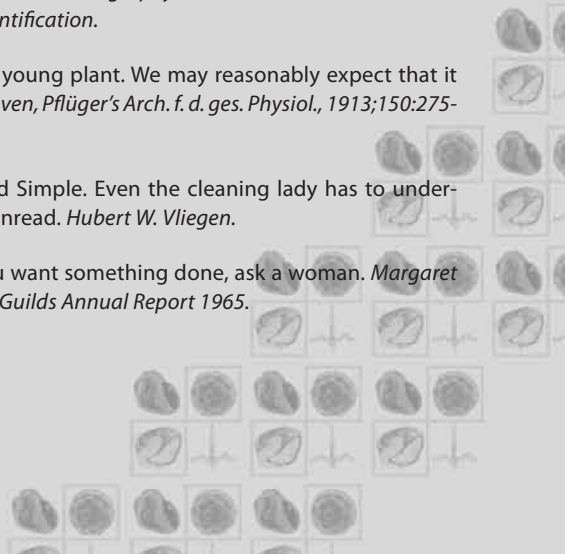 ntification.
young plant. We may reasonably expect that it
ven, Pflüger's Arch. f. d. ges. Physiol., 1913;150:275-
d Simple. Even the cleaning lady has to under-
nread. Hubert W. Vliegen.
u want something done, ask a woman. Margaret
Guilds Annual Report 1965.